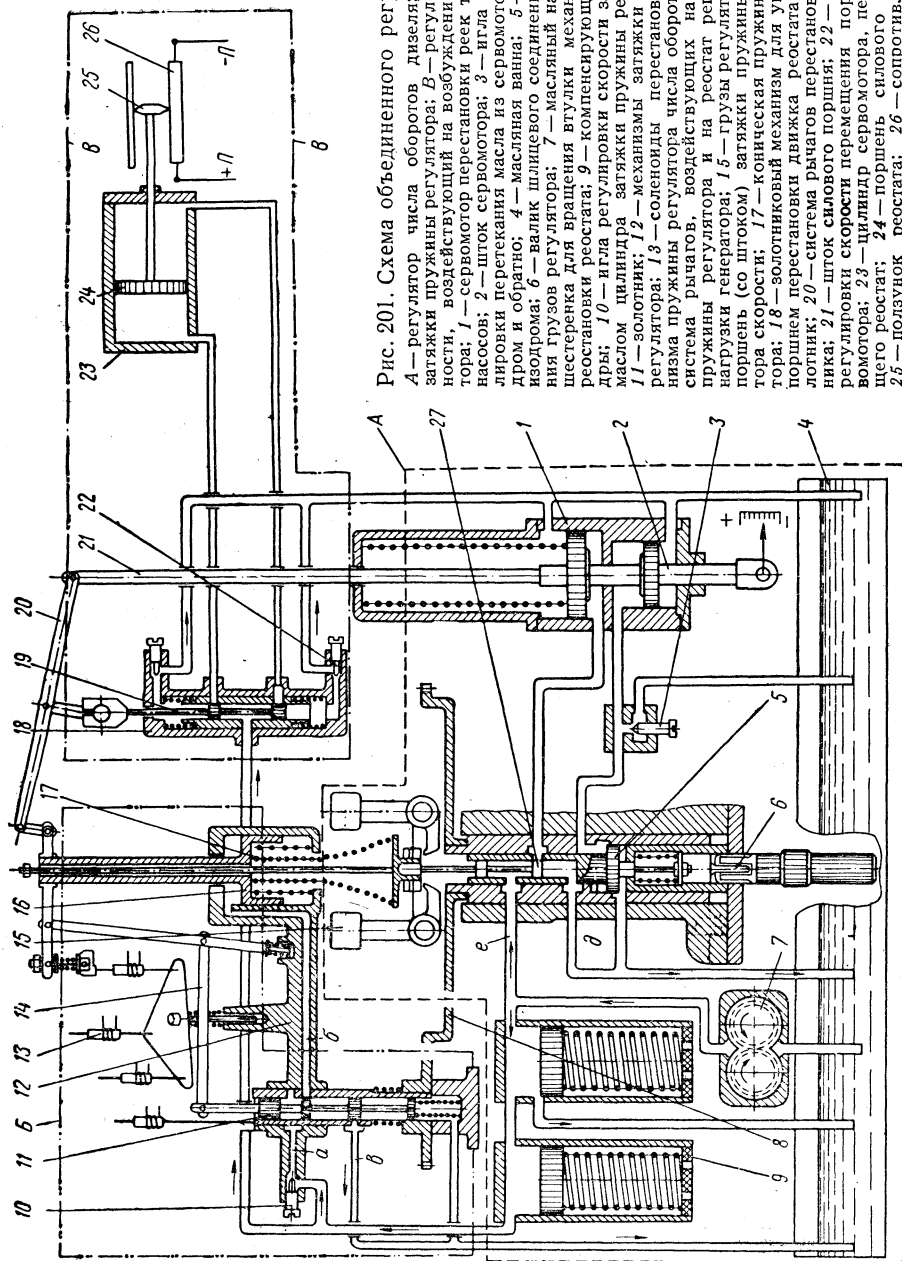 Рис. 201. Схема объединенного регу
А—регулятор числа оборотов дизеля;
затяжки пружины регулятора; В—регуля
ности, воздействующий на возбуждени
тора; 1—сервомотор перестановки реек т
насосов; 2—шток сервомотора; 3—игла
лировки перетекания масла из сервомото
дром и обратно; 4—масляная ванна; 5—
изодрома; 6—валик шлицевого соединени
ния грузов регулятора; 7—масляный на
шестеренка для вращения втулки механ
рестановки реостата; 9—компенсирующ
дры; 10—игла регулировки скорости за
маслом цилиндра затяжки пружины ре
11—золотник; 12—механизмы затяжки
регулятора; 13—соленоиды перестанов
низма пружины регулятора числа оборот
система рычагов, воздействующих на
пружины регулятора и на реостат рег
нагрузки генератора; 15—грузы регулят
поршень (со штоком) затяжки пружины
тора скорости; 17—коническая пружин
тора; 18—золотниковый механизм для уп
поршнем перестановки движка реостата
лотник; 20—система рычагов перестанов
ника; 21—шток силового поршня; 22—
регулировки скорости перемещения пор
вомотора; 23—цилиндр сервомотора, пе
щего реостат; 24—поршень силового
25—ползунок реостата; 26—сопротив.
26
25
В
-П
+П
В
24
23
22
21
20
19
18
17
16
15
14
13
12
Б
11
10
А
27
1
2
3
4
5
6
7
8
9
+
-
а
б
в
е
д